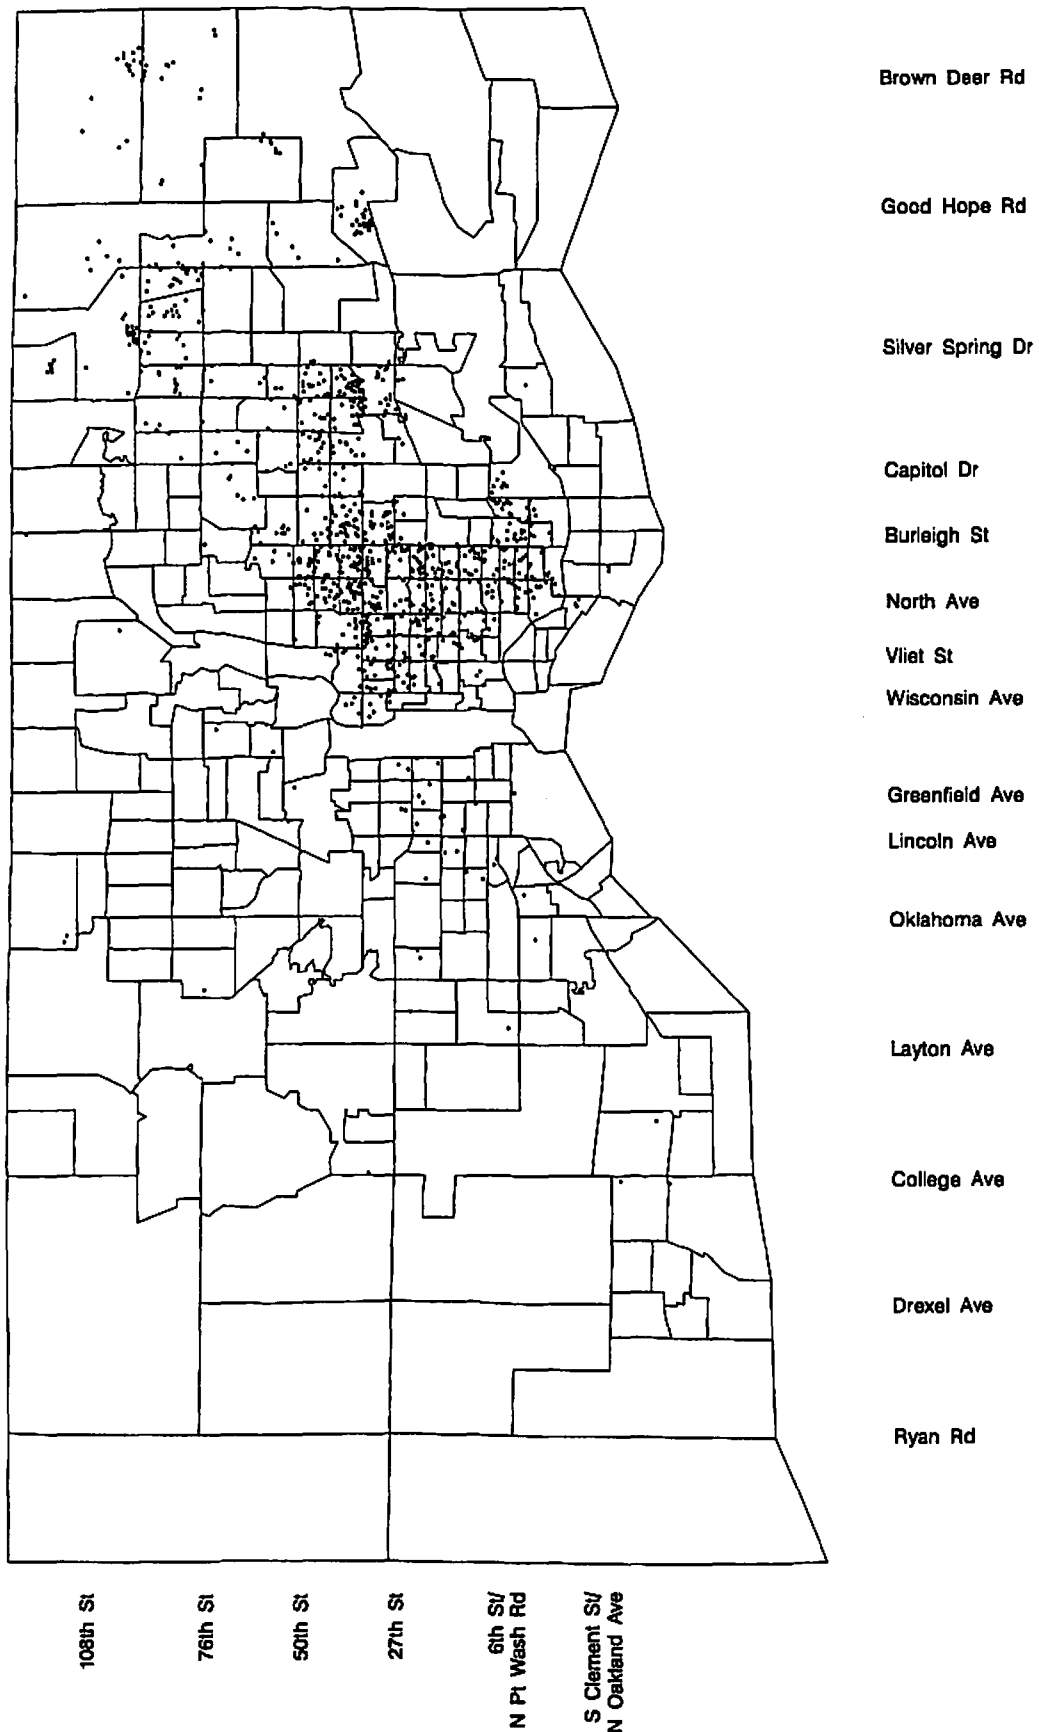 Brown Deer Rd
Good Hope Rd
Silver Spring Dr
Capitol Dr
Burleigh St
North Ave
Vliet St
Wisconsin Ave
Greenfield Ave
Lincoln Ave
Oklahoma Ave
Layton Ave
College Ave
Drexel Ave
Ryan Rd
108th St
76th St
50th St
27th St
6th St/
N Pt Wash Rd
S Clement St/
N Oakland Ave